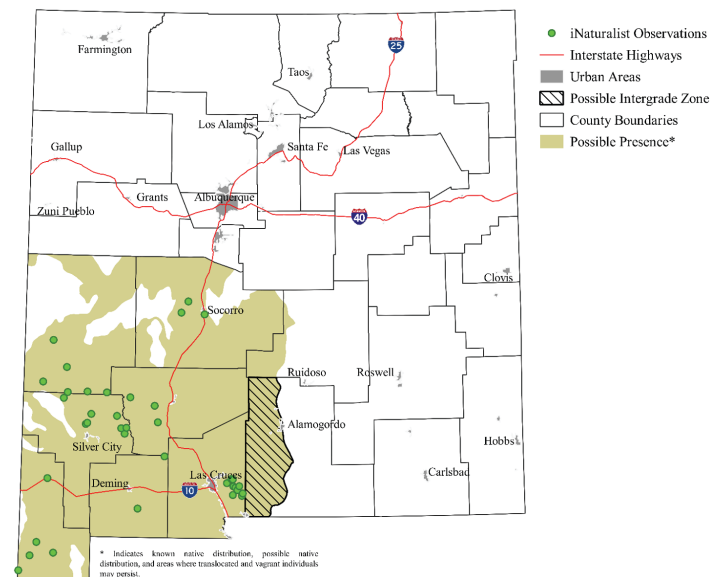 Farmington
25
Taos
Los Alamos
Gallup
Santa Fe
Las Vegas
Grants
Albuquerque
Zuni Pueblo
40
Clovis
Socorro
Ruidoso
Roswell
Alamogordo
Silver City
Hobbs
Las Cruces
Carlsbad
Deming
10
iNaturalist Observations
Interstate Highways
Urban Areas
Possible Intergrade Zone
County Boundaries
Possible Presence*
* Indicates known native distribution, possible native
distribution, and areas where translocated and vagrant individuals
may persist.